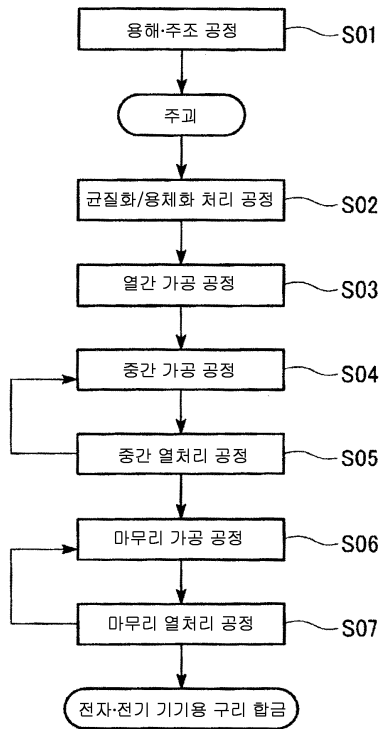 용해·주조 공정
S01
주괴
균질화/용체화 처리 공정
S02
열간 가공 공정
S03
중간 가공 공정
S04
중간 열처리 공정
S05
마무리 가공 공정
S06
마무리 열처리 공정
S07
전자·전기 기기용 구리 합금